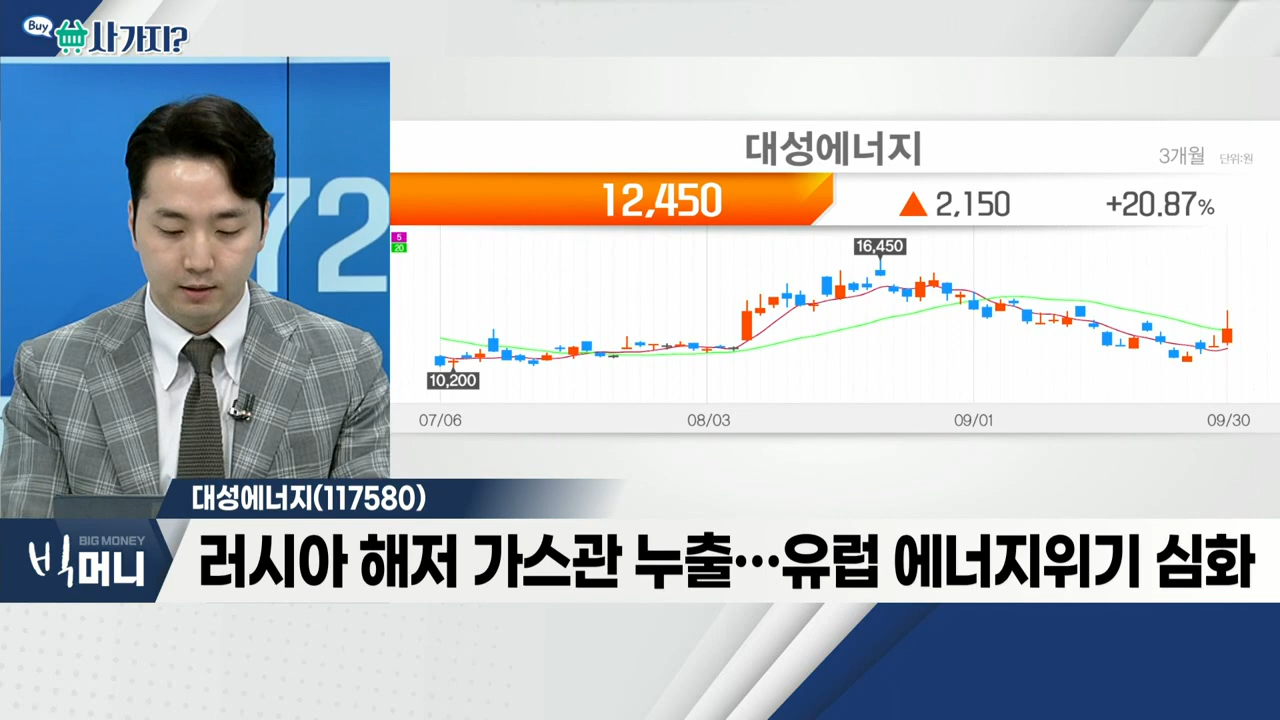 Buy
사가지?
72
대성에너지
3개월 단위:원
12,450 ▲ 2,150 +20.87%
5
20
16,450
10,200
07/06 08/03 09/01 09/30
대성에너지(117580)
BIG MONEY
빅머니
러시아 해저 가스관 누출…유럽 에너지위기 심화